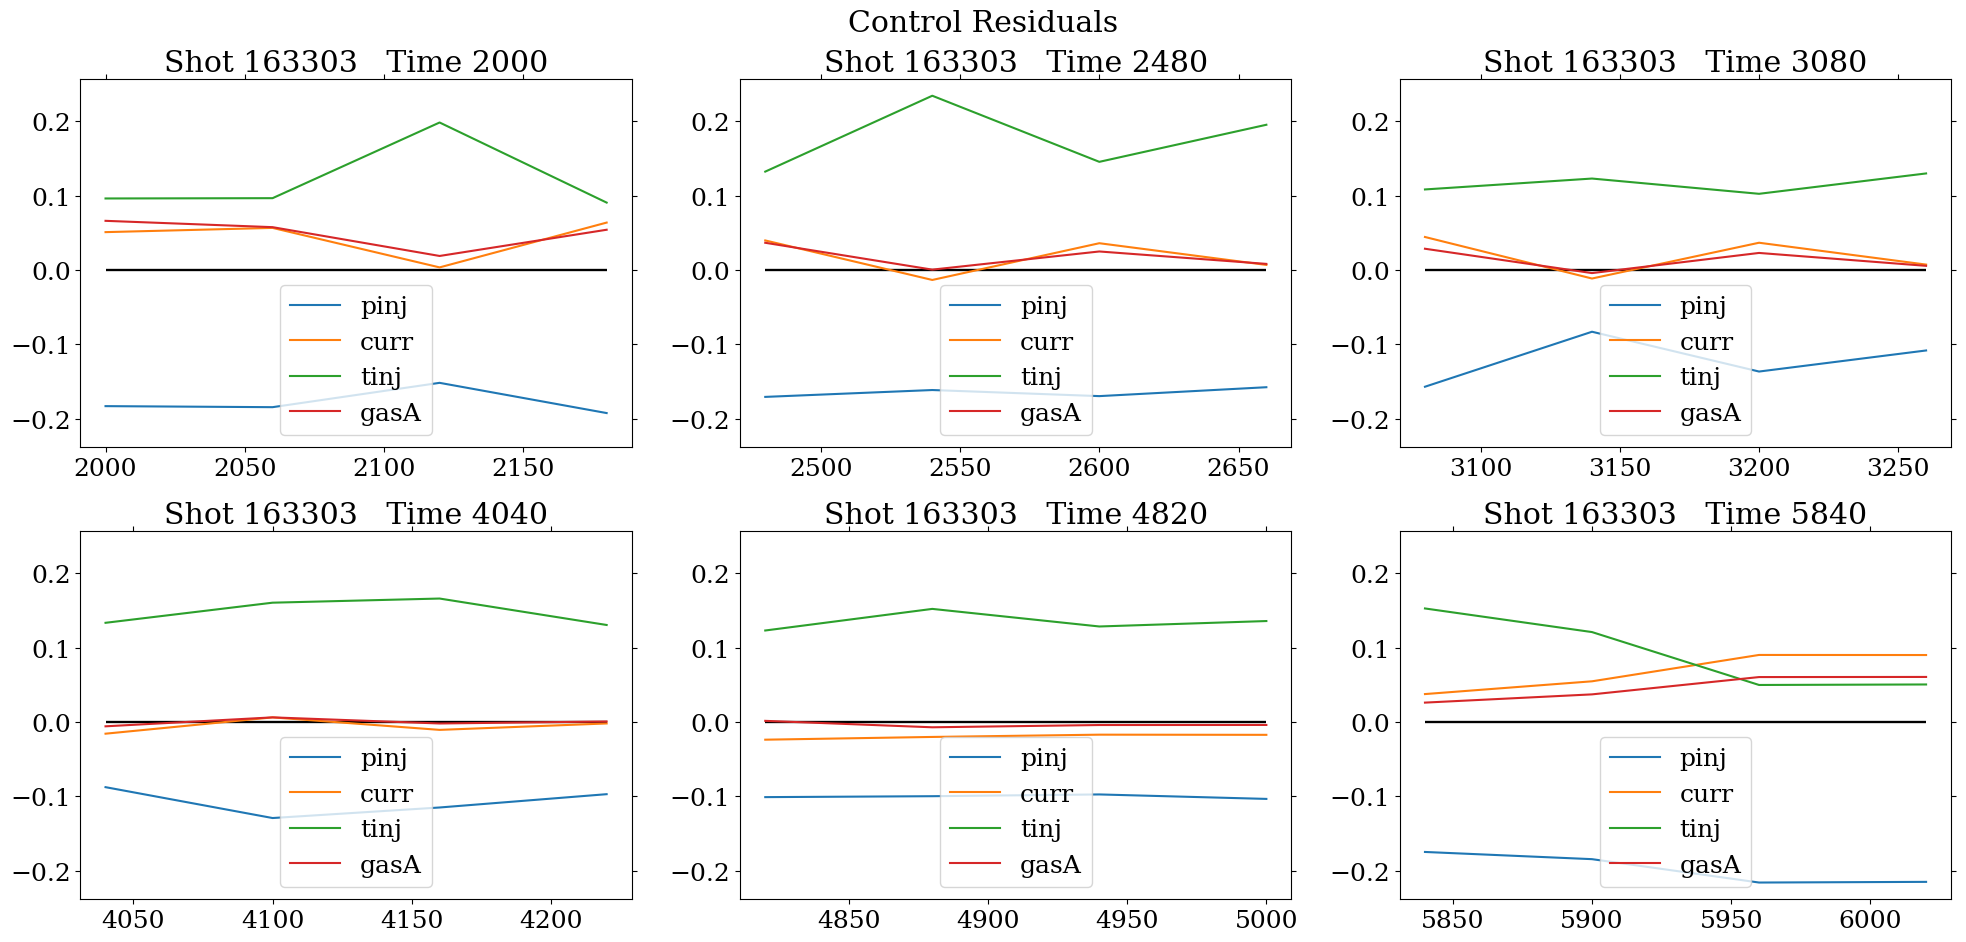 Control Residuals
Shot 163303   Time 2000
Shot 163303   Time 2480
Shot 163303   Time 3080
0.2
0.1
0.0
−0.1
−0.2
pinj
curr
tinj
gasA
2000
2050
2100
2150
0.2
0.1
0.0
−0.1
−0.2
pinj
curr
tinj
gasA
2500
2550
2600
2650
0.2
0.1
0.0
−0.1
−0.2
pinj
curr
tinj
gasA
3100
3150
3200
3250
Shot 163303   Time 4040
Shot 163303   Time 4820
Shot 163303   Time 5840
0.2
0.1
0.0
−0.1
−0.2
pinj
curr
tinj
gasA
4050
4100
4150
4200
0.2
0.1
0.0
−0.1
−0.2
pinj
curr
tinj
gasA
4850
4900
4950
5000
0.2
0.1
0.0
−0.1
−0.2
pinj
curr
tinj
gasA
5850
5900
5950
6000